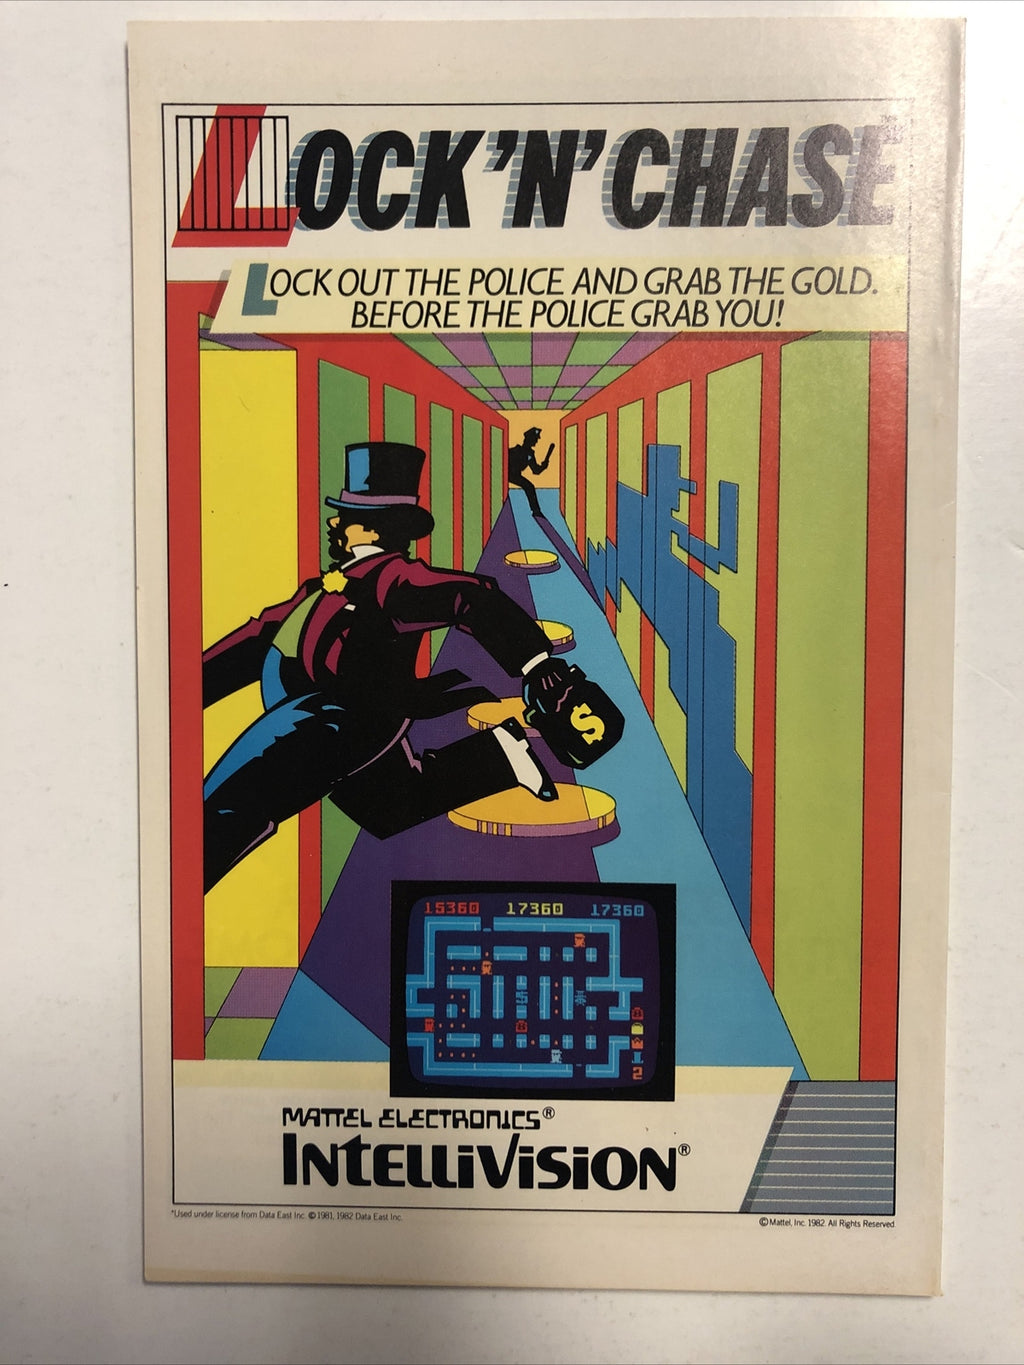 LOCK 'N' CHASE™
LOCK OUT THE POLICE AND GRAB THE GOLD.
BEFORE THE POLICE GRAB YOU!
$
15360 17360 17360
2
MATTEL ELECTRONICS®
INTELLIVISION®
*Used under license from Data East Inc. © 1981, 1982 Data East Inc.
© Mattel, Inc. 1982. All Rights Reserved.